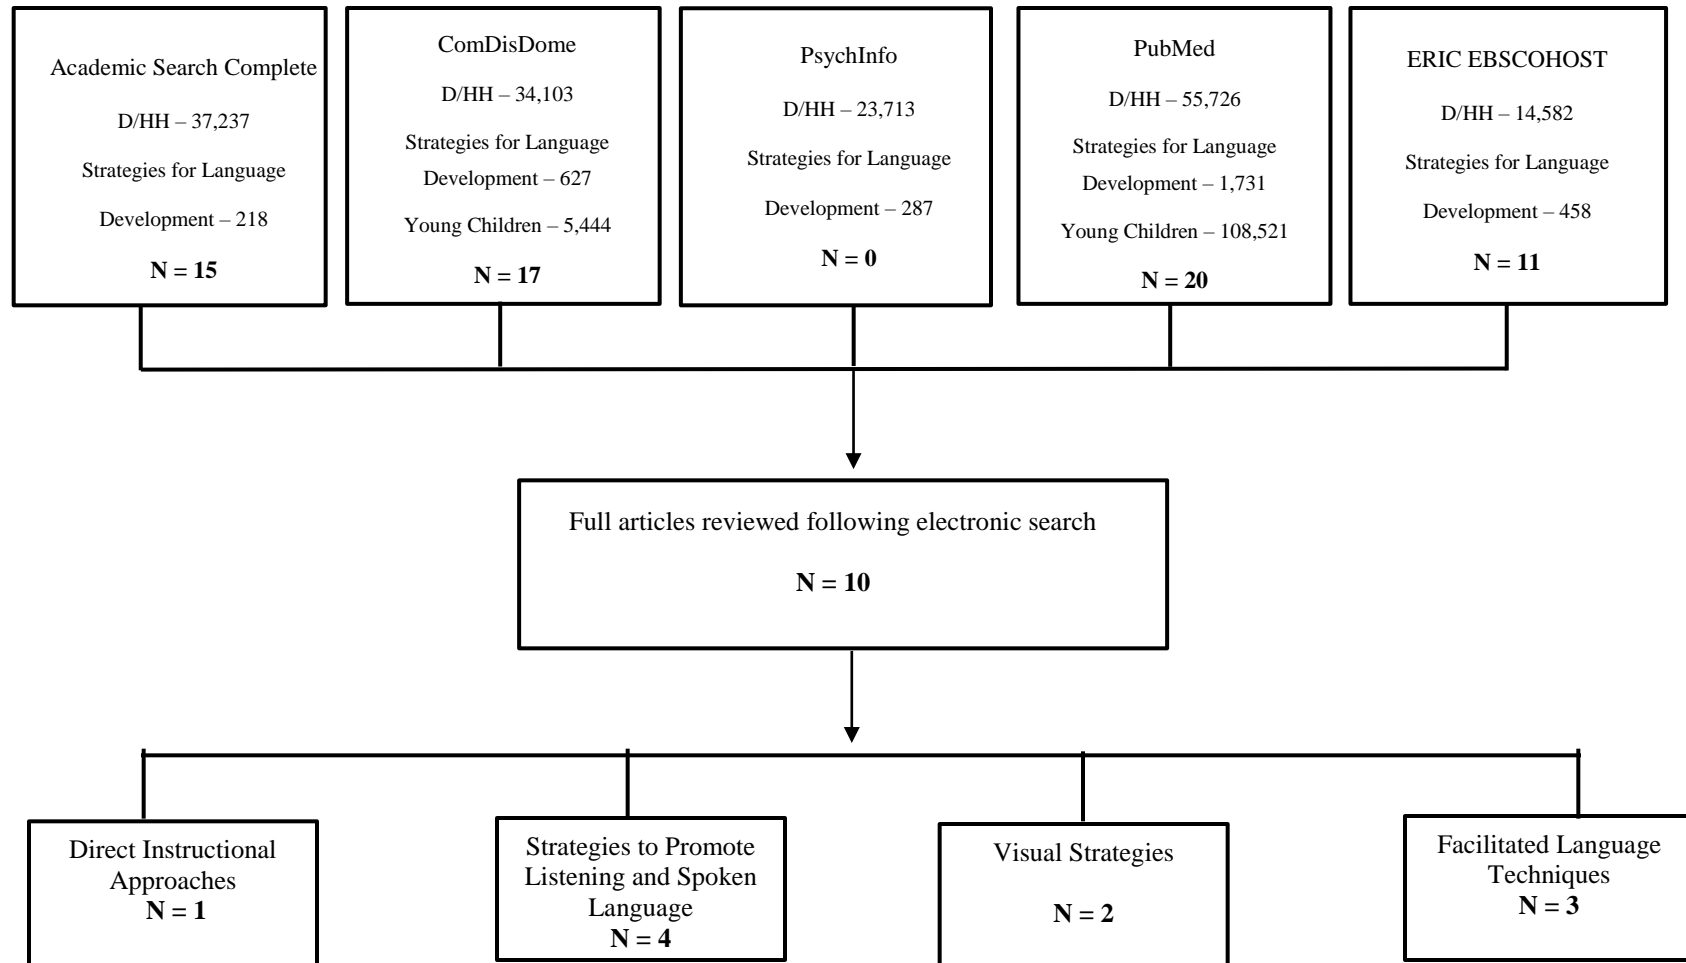 Academic Search Complete
D/HH – 37,237
Strategies for Language
Development – 218
N = 15
ComDisDome
D/HH – 34,103
Strategies for Language
Development – 627
Young Children – 5,444
N = 17
PsychInfo
D/HH – 23,713
Strategies for Language
Development – 287
N = 0
PubMed
D/HH – 55,726
Strategies for Language
Development – 1,731
Young Children – 108,521
N = 20
ERIC EBSCOHOST
D/HH – 14,582
Strategies for Language
Development – 458
N = 11
Full articles reviewed following electronic search
N = 10
Direct Instructional
Approaches
N = 1
Strategies to Promote
Listening and Spoken
Language
N = 4
Visual Strategies
N = 2
Facilitated Language
Techniques
N = 3